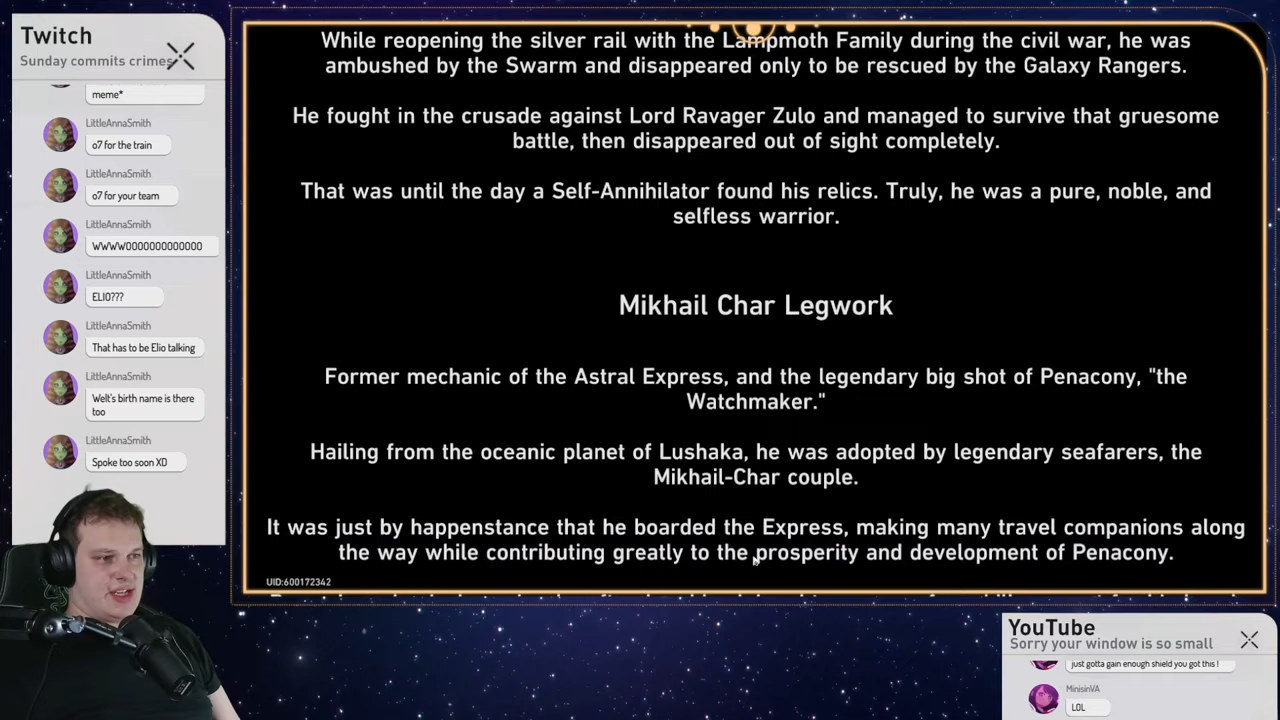 Twitch
Sunday commits crimes
meme*
LittleAnnaSmith
o7 for the train
LittleAnnaSmith
o7 for your team
LittleAnnaSmith
WWWW0000000000000
LittleAnnaSmith
ELIO???
LittleAnnaSmith
That has to be Elio talking
LittleAnnaSmith
Welt's birth name is there
too
LittleAnnaSmith
Spoke too soon XD
While reopening the silver rail with the Lampmoth Family during the civil war, he was
ambushed by the Swarm and disappeared only to be rescued by the Galaxy Rangers.
He fought in the crusade against Lord Ravager Zulo and managed to survive that gruesome
battle, then disappeared out of sight completely.
That was until the day a Self-Annihilator found his relics. Truly, he was a pure, noble, and
selfless warrior.
Mikhail Char Legwork
Former mechanic of the Astral Express, and the legendary big shot of Penacony, "the
Watchmaker."
Hailing from the oceanic planet of Lushaka, he was adopted by legendary seafarers, the
Mikhail-Char couple.
It was just by happenstance that he boarded the Express, making many travel companions along
the way while contributing greatly to the prosperity and development of Penacony.
UID:600172342
YouTube
Sorry your window is so small
just gotta gain enough shield you got this !
MinisinVA
LOL